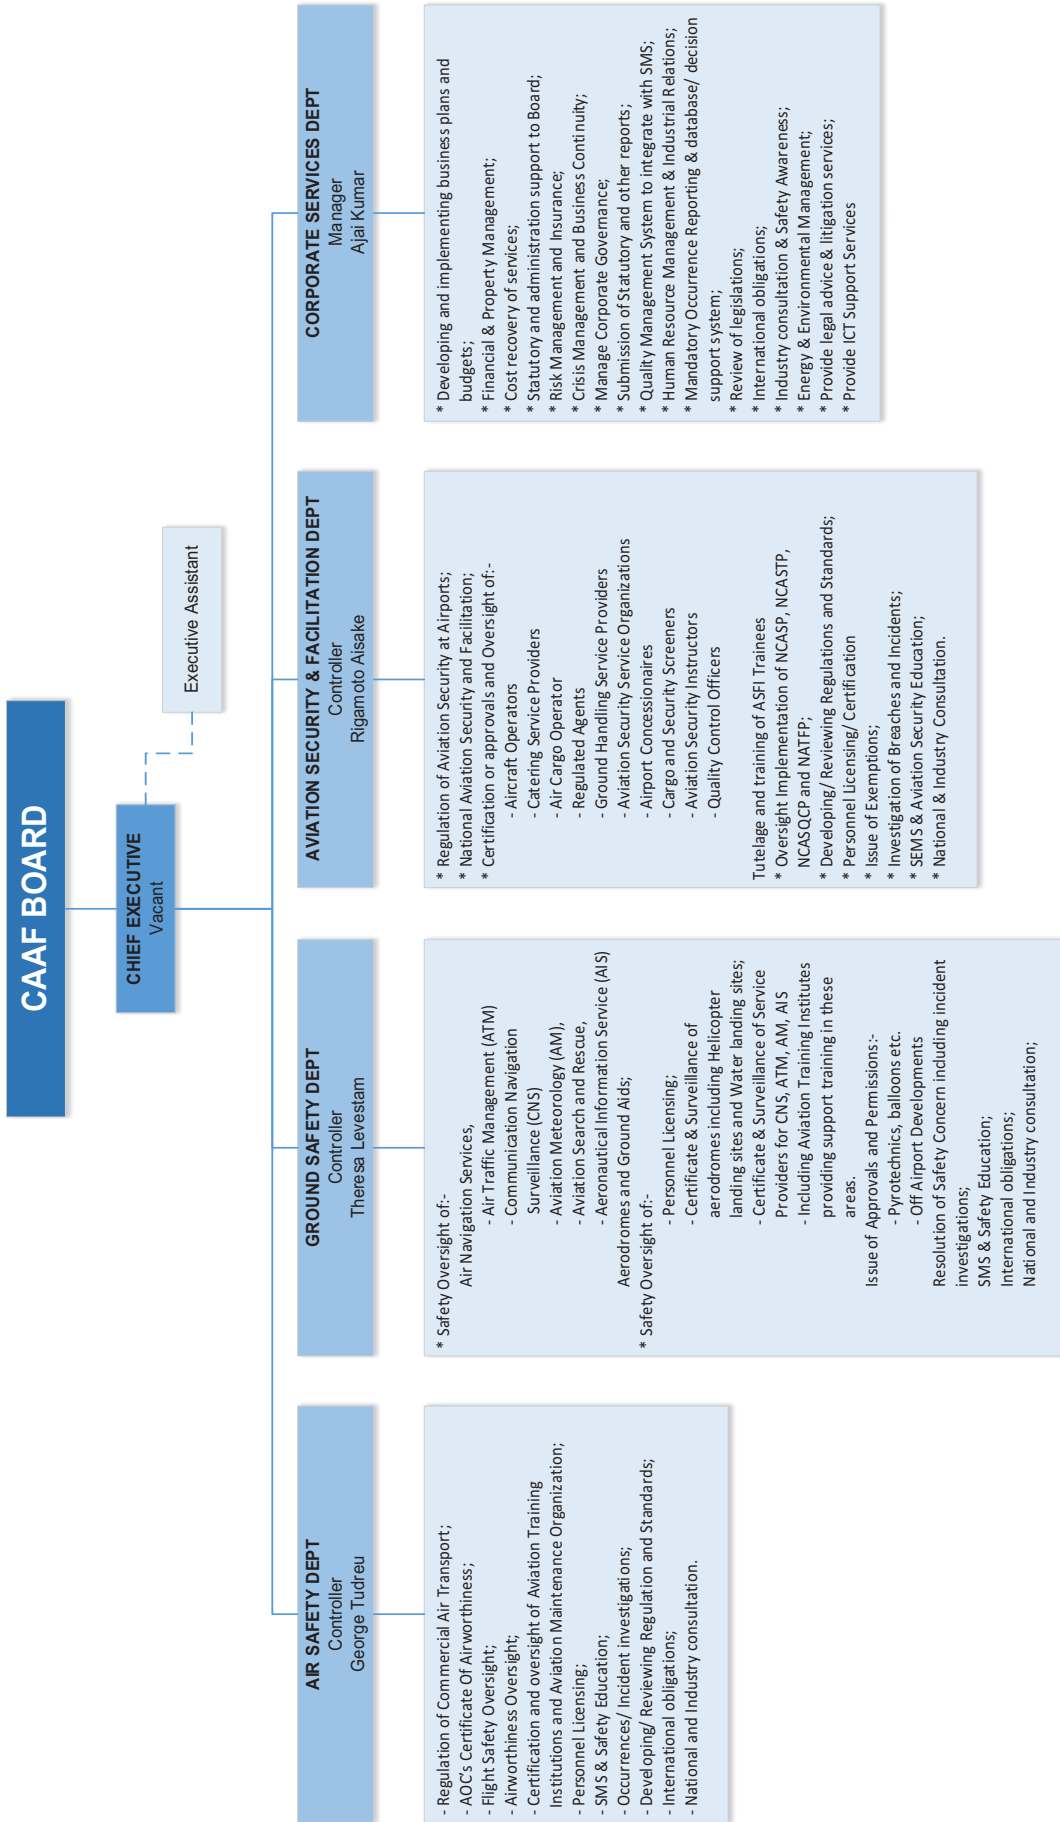 CAAF BOARD
CHIEF EXECUTIVE
Vacant
Executive Assistant
AIR SAFETY DEPT
Controller
George Tudreu
- Regulation of Commercial Air Transport;
- AOC's Certificate Of Airworthiness;
- Flight Safety Oversight;
- Airworthiness Oversight;
- Certification and oversight of Aviation Training
Institutions and Aviation Maintenance Organization;
- Personnel Licensing;
- SMS & Safety Education;
- Occurrences/ Incident investigations;
- Developing/ Reviewing Regulation and Standards;
- International obligations;
- National and Industry consultation.
GROUND SAFETY DEPT
Controller
Theresa Levestam
* Safety Oversight of:-
Air Navigation Services,
- Air Traffic Management (ATM)
- Communication Navigation
Surveillance (CNS)
- Aviation Meteorology (AM),
- Aviation Search and Rescue,
- Aeronautical Information Service (AIS)
Aerodromes and Ground Aids;
* Safety Oversight of:-
- Personnel Licensing;
- Certificate & Surveillance of
aerodromes including Helicopter
landing sites and Water landing sites;
- Certificate & Surveillance of Service
Providers for CNS, ATM, AM, AIS
- Including Aviation Training Institutes
providing support training in these
areas.
Issue of Approvals and Permissions:-
- Pyrotechnics, balloons etc.
- Off Airport Developments
Resolution of Safety Concern including incident
investigations;
SMS & Safety Education;
International obligations;
National and Industry consultation;
AVIATION SECURITY & FACILITATION DEPT
Controller
Rigamoto Aisake
* Regulation of Aviation Security at Airports;
* National Aviation Security and Facilitation;
* Certification or approvals and Oversight of:-
- Aircraft Operators
- Catering Service Providers
- Air Cargo Operator
- Regulated Agents
- Ground Handling Service Providers
- Aviation Security Service Organizations
- Airport Concessionaires
- Cargo and Security Screeners
- Aviation Security Instructors
- Quality Control Officers
Tutelage and training of ASFI Trainees
* Oversight Implementation of NCASP, NCASTP,
NCASQCP and NATFP;
* Developing/ Reviewing Regulations and Standards;
* Personnel Licensing/ Certification
* Issue of Exemptions;
* Investigation of Breaches and Incidents;
* SEMS & Aviation Security Education;
* National & Industry Consultation.
CORPORATE SERVICES DEPT
Manager
Ajai Kumar
* Developing and implementing business plans and
budgets;
* Financial & Property Management;
* Cost recovery of services;
* Statutory and administration support to Board;
* Risk Management and Insurance;
* Crisis Management and Business Continuity;
* Manage Corporate Governance;
* Submission of Statutory and other reports;
* Quality Management System to integrate with SMS;
* Human Resource Management & Industrial Relations;
* Mandatory Occurrence Reporting & database/ decision
support system;
* Review of legislations;
* International obligations;
* Industry consultation & Safety Awareness;
* Energy & Environmental Management;
* Provide legal advice & litigation services;
* Provide ICT Support Services